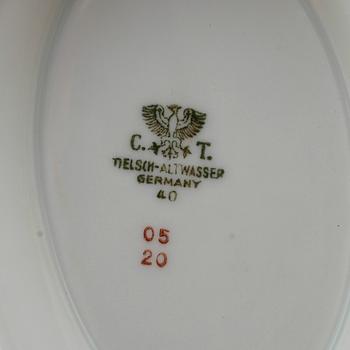 C. T.
TIELSCH-ALTWASSER
GERMANY
40
05
20